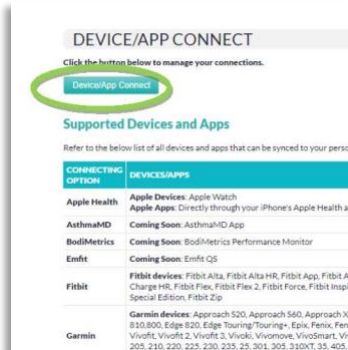 DEVICE/APP CONNECT
Click the button below to manage your connections.
Device/App Connect
Supported Devices and Apps
Refer to the below list of all devices and apps that can be synced to your perso
CONNECTING OPTION DEVICES/APPS
Apple Health Apple Devices: Apple Watch
Apple Apps: Directly through your iPhone's Apple Health a
AsthmaMD Coming Soon: AsthmaMD App
BodiMetrics Coming Soon: BodiMetrics Performance Monitor
Emfit Coming Soon: Emfit QS
Fitbit devices: Fitbit Alta, Fitbit Alta HR, Fitbit App, Fitbit A
Fitbit Charge HR, Fitbit Flex, Fitbit Flex 2, Fitbit Force, Fitbit Inspi
Special Edition, Fitbit Zip
Garmin devices: Approach S20, Approach S60, Approach X
810,800, Edge 820, Edge Touring/Touring+, Epix, Fenix, Fen
Garmin Vivofit, Vivofit 2, Vivofit 3, Vivoki, Vivomove, VivoSmart, Viv
205, 210, 220, 225, 230, 235, 25, 301, 305, 310XT, 35, 405,